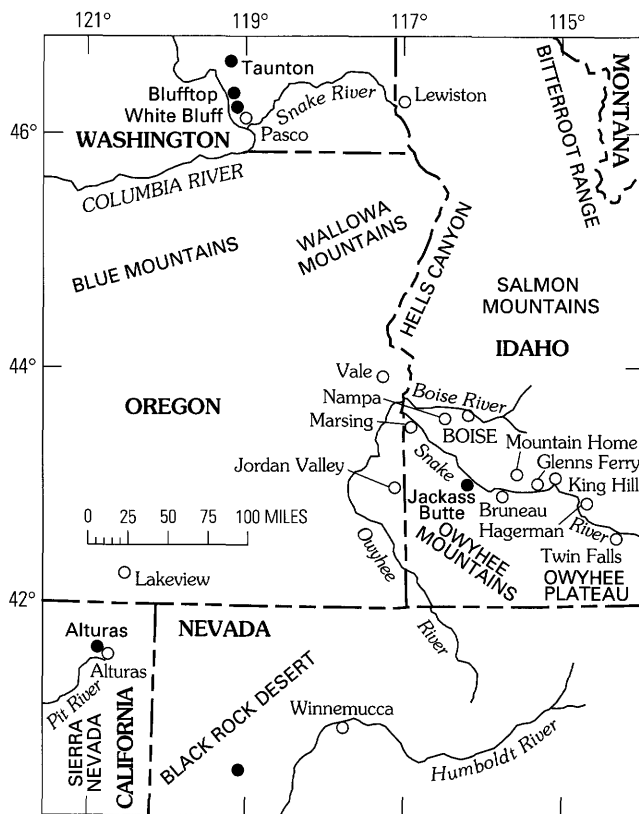 121°
119°
117°
115°
Taunton
Blufftop
White Bluff
Snake River
Lewiston
46°
WASHINGTON
Pasco
COLUMBIA RIVER
BITTERROOT RANGE
MONTANA
BLUE MOUNTAINS
WALLOWA
MOUNTAINS
HELLS CANYON
SALMON
MOUNTAINS
IDAHO
44°
Vale
OREGON
Nampa
Boise River
Marsing
BOISE
Mountain Home
Glenns Ferry
King Hill
Snake
Jordan Valley
Jackass
Butte
Bruneau
Hagerman
River
0 25 50 75 100 MILES
Owyhee
OWYHEE
MOUNTAINS
Twin Falls
OWYHEE
PLATEAU
Lakeview
42°
Alturas
NEVADA
River
Alturas
Pit River
SIERRA
NEVADA
CALIFORNIA
BLACK ROCK DESERT
Winnemucca
Humboldt River